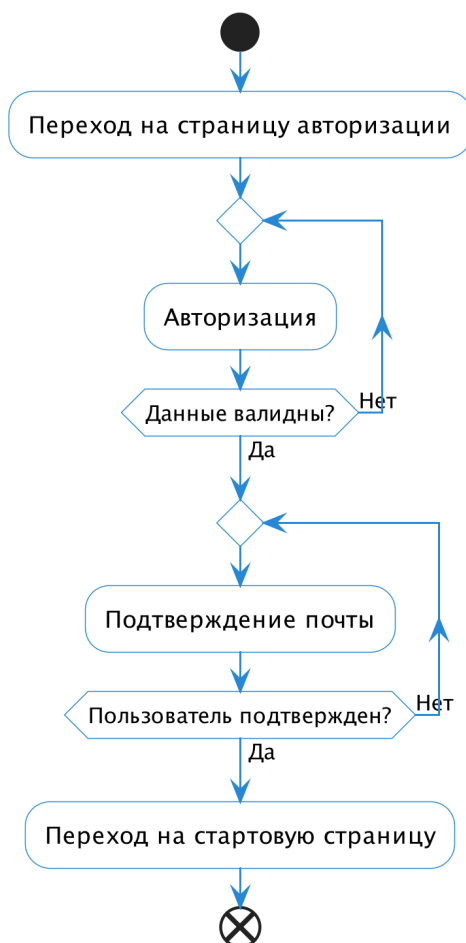 Переход на страницу авторизации
Авторизация
Данные валидны?
Нет
Да
Подтверждение почты
Пользователь подтвержден?
Нет
Да
Переход на стартовую страницу